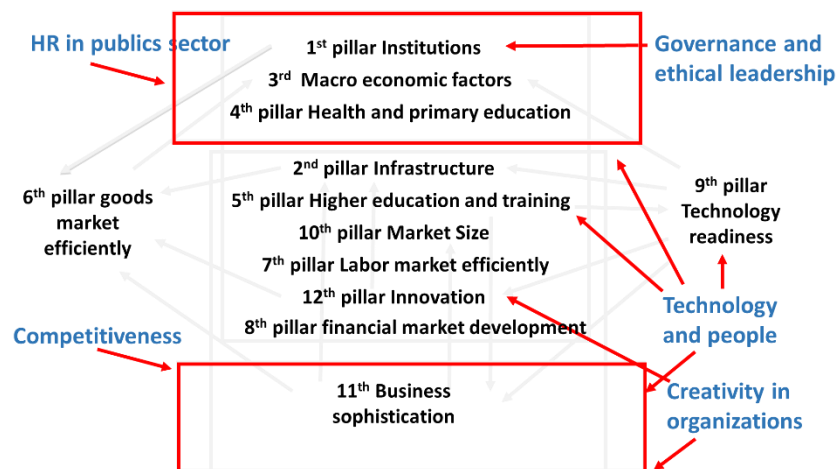 HR in publics sector
1st pillar Institutions
Governance and
ethical leadership
3rd Macro economic factors
4th pillar Health and primary education
2nd pillar Infrastructure
6th pillar goods
market
efficiently
5th pillar Higher education and training
9th pillar
Technology
readiness
10th pillar Market Size
7th pillar Labor market efficiently
12th pillar Innovation
8th pillar financial market development
Technology
and people
Competitiveness
11th Business
sophistication
Creativity in
organizations